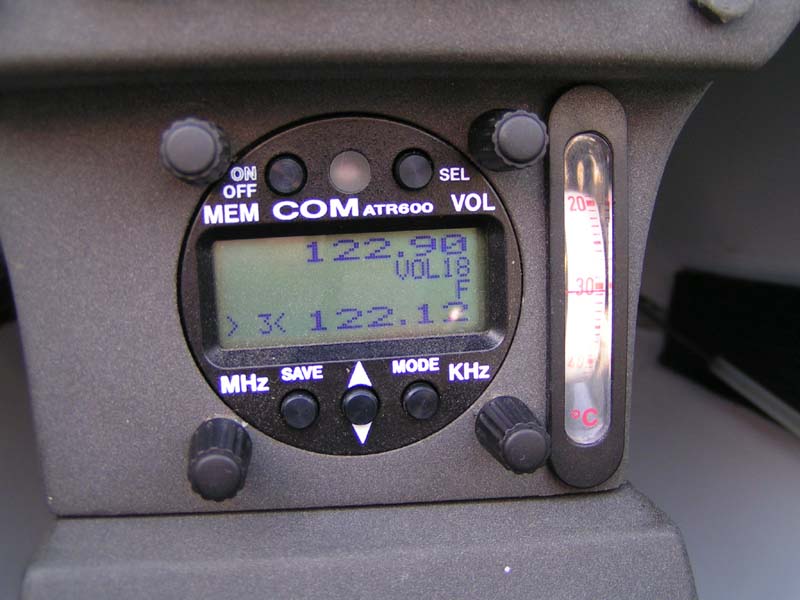 ON
OFF
SEL
MEM COM ATR600 VOL
122.90
VOL18
F
> 3< 122.12
MHz SAVE MODE KHz
20
30
°C